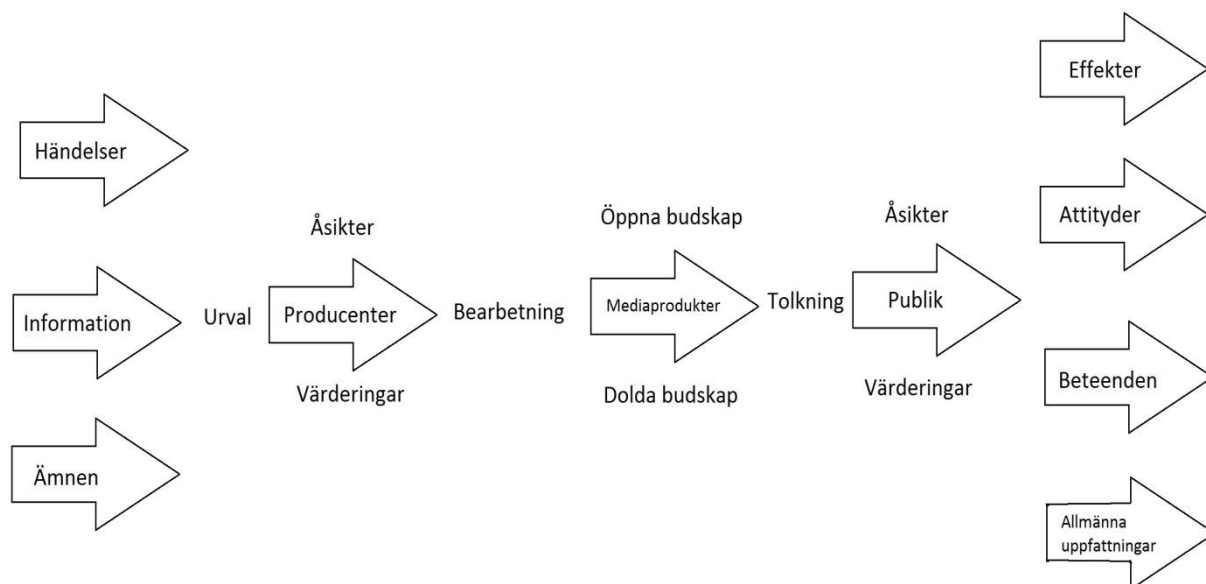 Händelser
Information
Ämnen
Urval
Åsikter
Producenter
Värderingar
Bearbetning
Öppna budskap
Mediaprodukter
Dolda budskap
Tolkning
Åsikter
Publik
Värderingar
Effekter
Attityder
Beteenden
Allmänna
uppfattningar